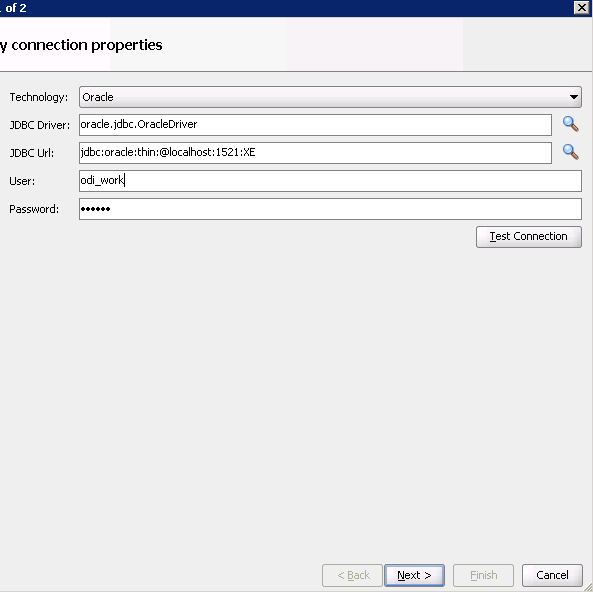 of 2
y connection properties
Technology: Oracle
JDBC Driver: oracle.jdbc.OracleDriver
JDBC Url: jdbc:oracle:thin:@localhost:1521:XE
User: odi_work
Password: ••••••
Test Connection
< Back Next > Finish Cancel